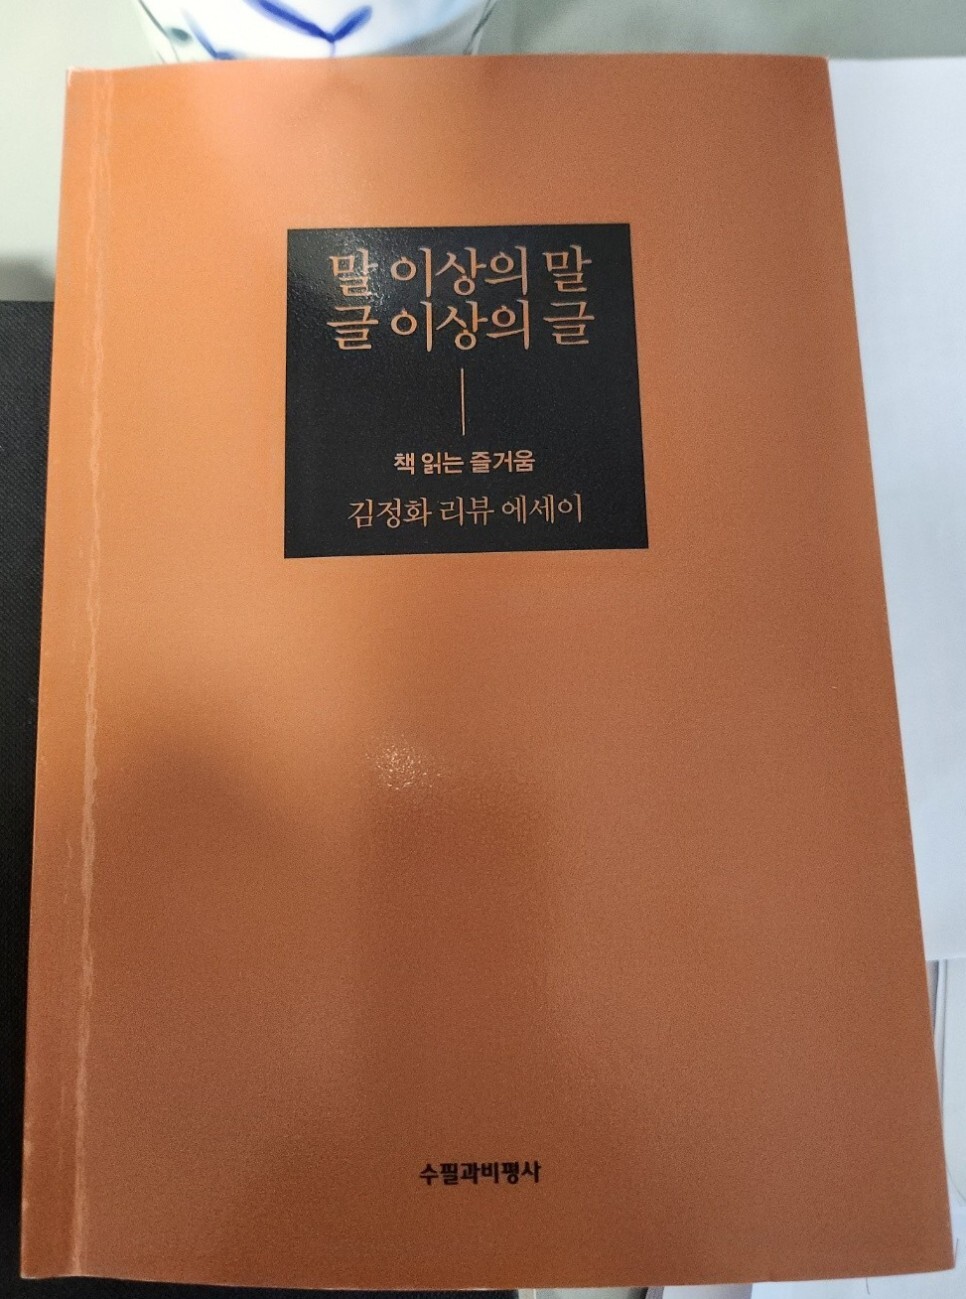 말 이상의 말
글 이상의 글
책 읽는 즐거움
김정화 리뷰 에세이
수필과비평사